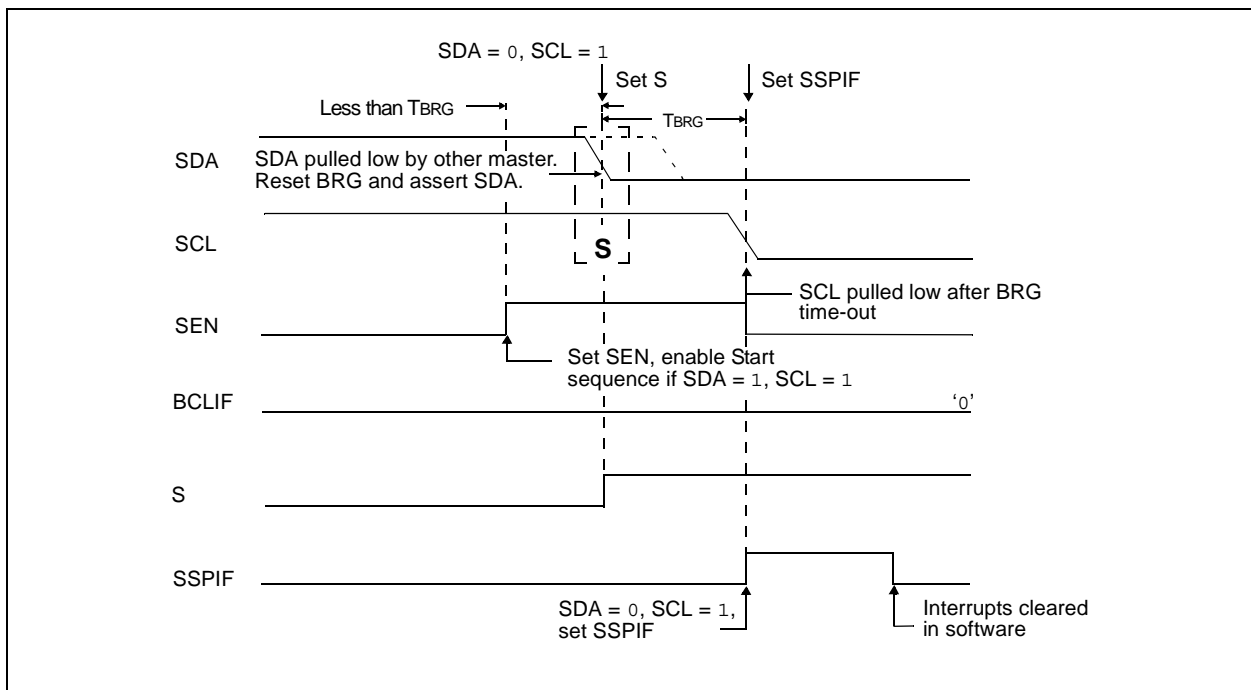 SDA = 0, SCL = 1
Set S
Set SSPIF
Less than TBRG
TBRG
SDA
SDA pulled low by other master.
Reset BRG and assert SDA.
SCL
S
SCL pulled low after BRG
time-out
SEN
Set SEN, enable Start
sequence if SDA = 1, SCL = 1
BCLIF
‘0’
S
SSPIF
SDA = 0, SCL = 1,
set SSPIF
Interrupts cleared
in software